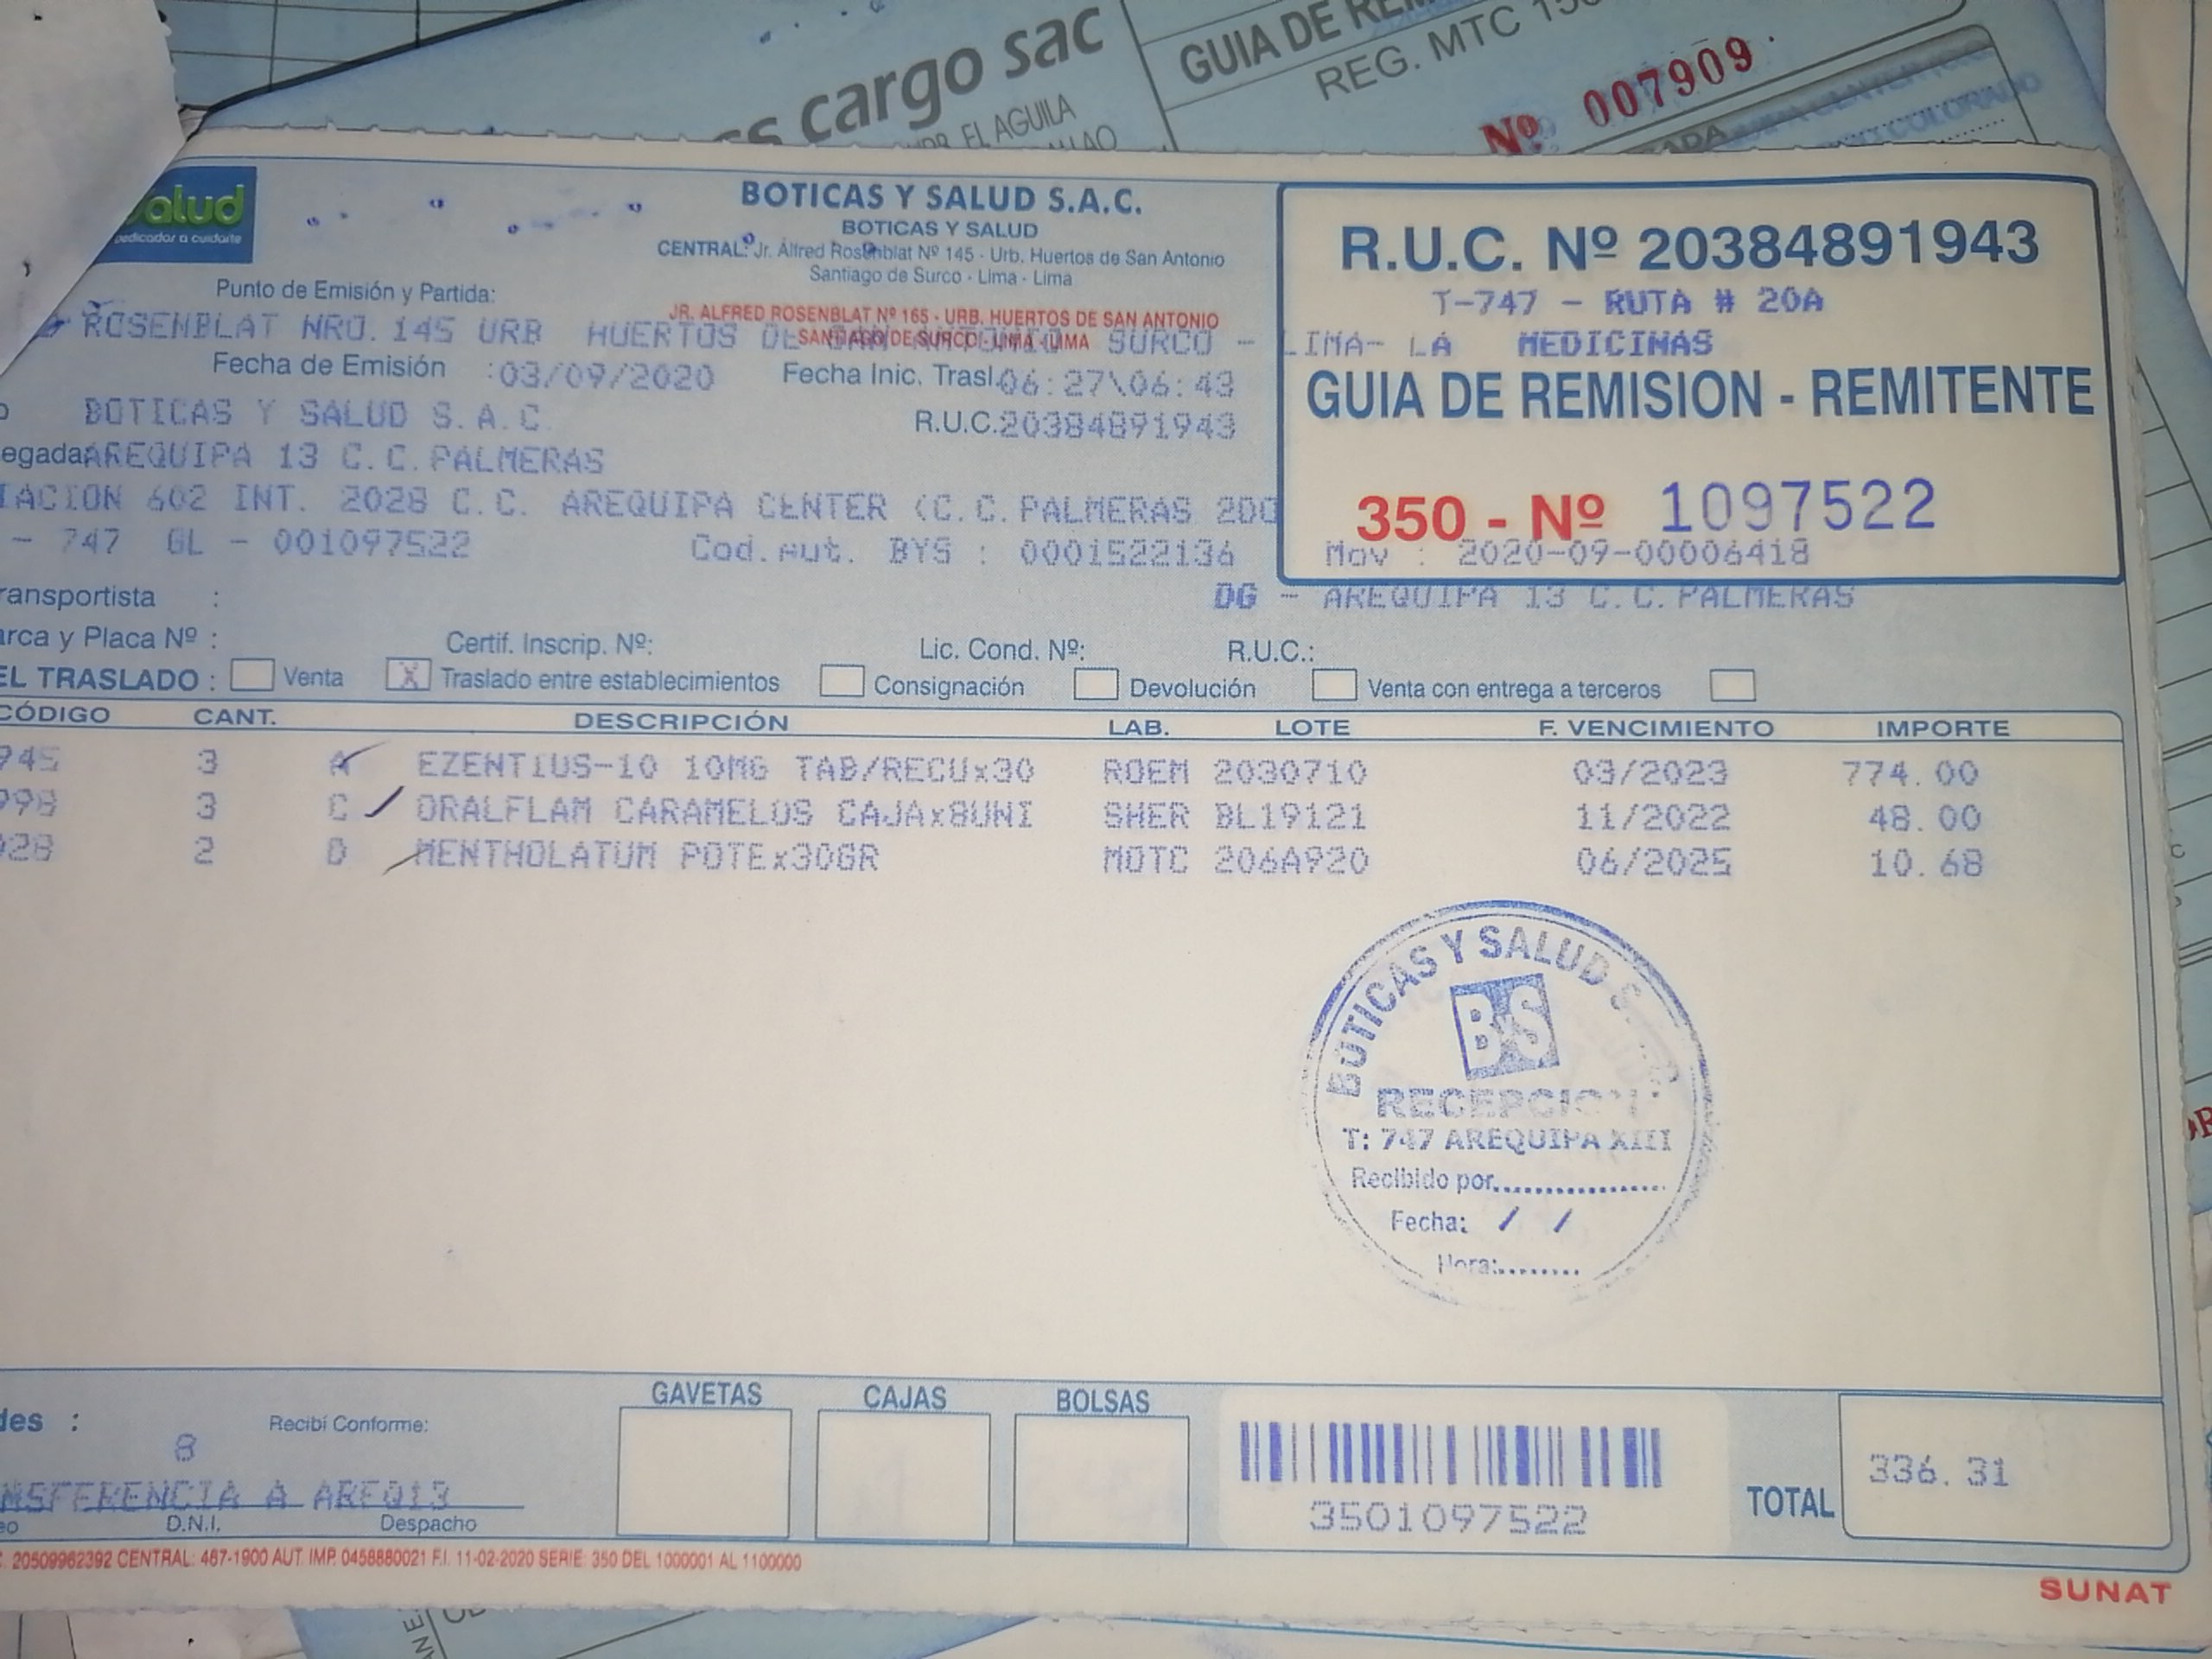 cargo sac
GUIA DE
REG. MTC
EL AGUILA
Nº 007909
alud
BOTICAS Y SALUD S.A.C.
BOTICAS Y SALUD
CENTRAL: Jr. Álfred Rosenblat Nº 145 - Urb. Huertos de San Antonio
Santiago de Surco - Lima - Lima
R.U.C. Nº 20384891943
T-747 - RUTA # 20A
Punto de Emisión y Partida:
JR. ALFRED ROSENBLAT Nº 165 - URB. HUERTOS DE SAN ANTONIO
SANTIAGO DE SURCO - LIMA - LIMA
ROSENBLAT NRO. 145 URB HUERTOS DE SAN ANTONIO SURCO - LIMA- LA MEDICINAS
GUIA DE REMISION - REMITENTE
Fecha de Emisión :03/09/2020 Fecha Inic. Trasl. 06:27\06:43
BOTICAS Y SALUD S.A.C. R.U.C. 20384891943
AREQUIPA 13 C.C.PALMERAS
602 INT. 2028 C.C. AREQUIPA CENTER (C.C.PALMERAS 2DO
350 - Nº 1097522
- 747 GL - 001097522 Cod.Aut. BYS : 0001522136 Mov : 2020-09-00006418
DG - AREQUIPA 13 C.C.PALMERAS
ransportista :
arca y Placa Nº : Certif. Inscrip. Nº: Lic. Cond. Nº: R.U.C.:
EL TRASLADO : Venta X Traslado entre establecimientos Consignación Devolución Venta con entrega a terceros
CÓDIGO CANT. DESCRIPCIÓN LAB. LOTE F. VENCIMIENTO IMPORTE
945 3 A EZENTIUS-10 10MG TAB/RECUx30 ROEM 2030710 03/2023 774.00
998 3 C ORALFLAM CARAMELOS CAJAx8UNI SHER BL19121 11/2022 48.00
928 2 D MENTHOLATUM POTEx30GR MOTC 206A920 06/2025 10.68
BOTICAS Y SALUD
BYS
RECEPCION
T: 747 AREQUIPA XIII
Recibido por
Fecha: / /
Hora:
GAVETAS CAJAS BOLSAS
des : 8 Recibí Conforme:
NSFERENCIA A AREQ13
D.N.I. Despacho
3501097522
TOTAL 336.31
20509962392 CENTRAL: 467-1900 AUT. IMP. 0458880021 F.I. 11-02-2020 SERIE: 350 DEL 1000001 AL 1100000
SUNAT